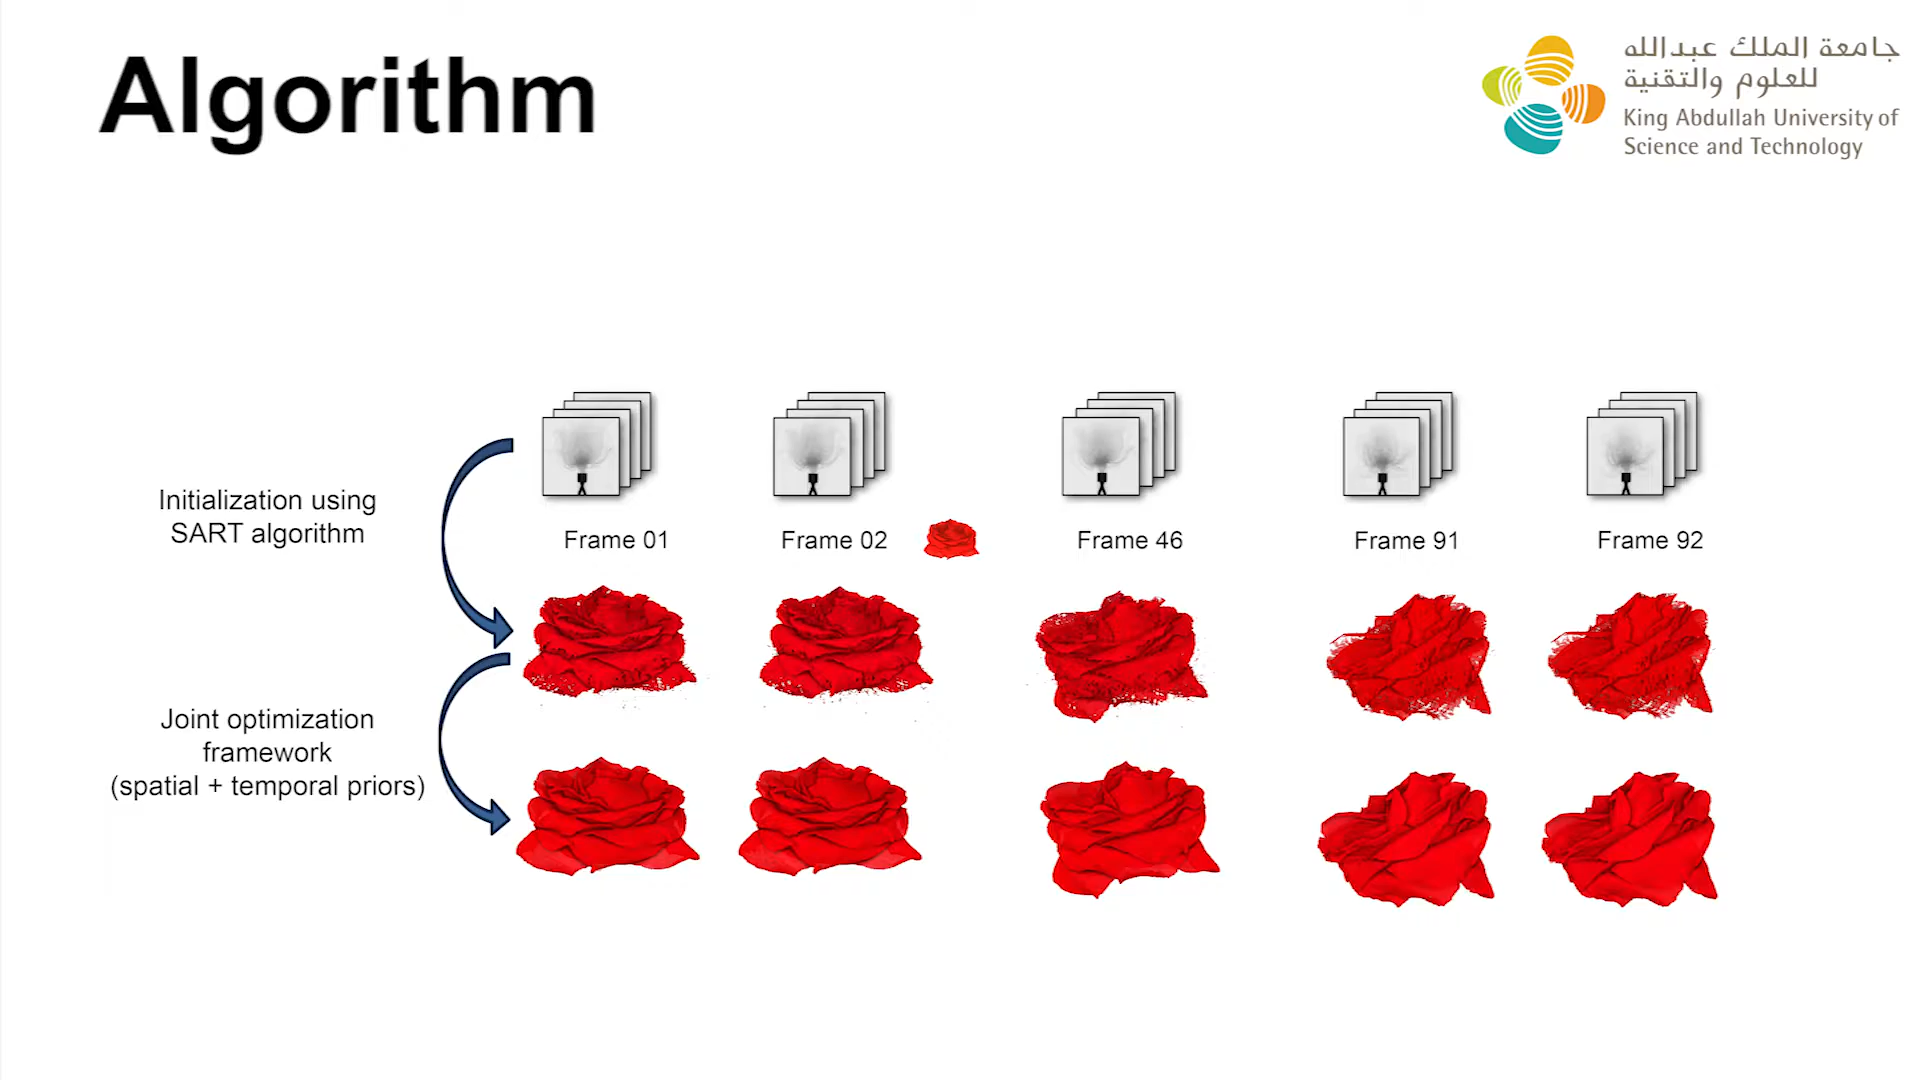 Algorithm
جامعة الملك عبدالله
للعلوم والتقنية
King Abdullah University of
Science and Technology
Initialization using
SART algorithm
Frame 01
Frame 02
Frame 46
Frame 91
Frame 92
Joint optimization
framework
(spatial + temporal priors)